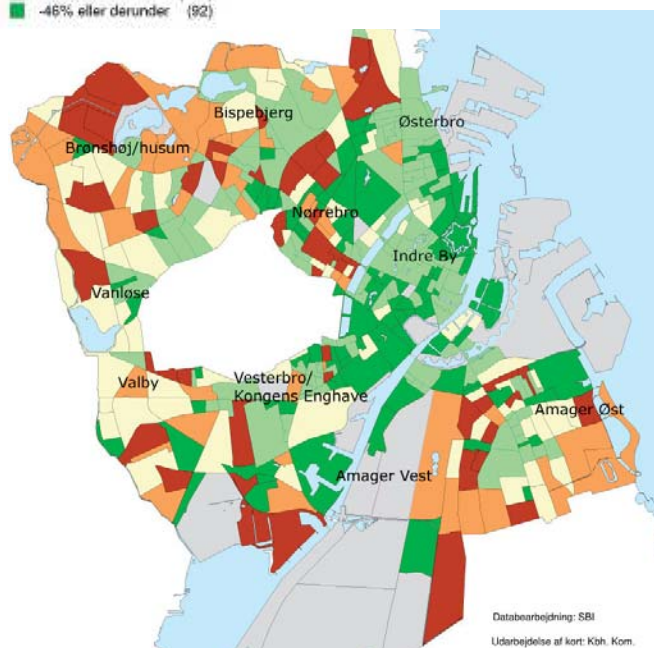 -46% eller derunder (92)
Bispebjerg
Østerbro
Brønshøj/husum
Nørrebro
Indre By
Vanløse
Valby
Vesterbro/
Kongens Enghave
Amager Øst
Amager Vest
Databearbejdning: SBI
Udarbejdelse af kort: Kbh. Kom.